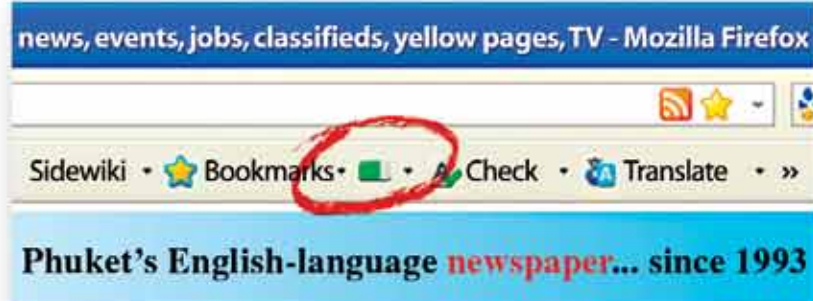 news, events, jobs, classifieds, yellow pages, TV - Mozilla Firefox
Sidewiki Bookmarks Check Translate »
Phuket's English-language newspaper... since 1993